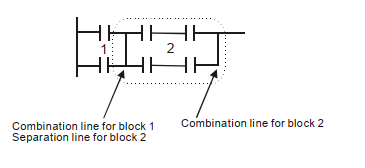 1
2
Combination line for block 1
Separation line for block 2
Combination line for block 2